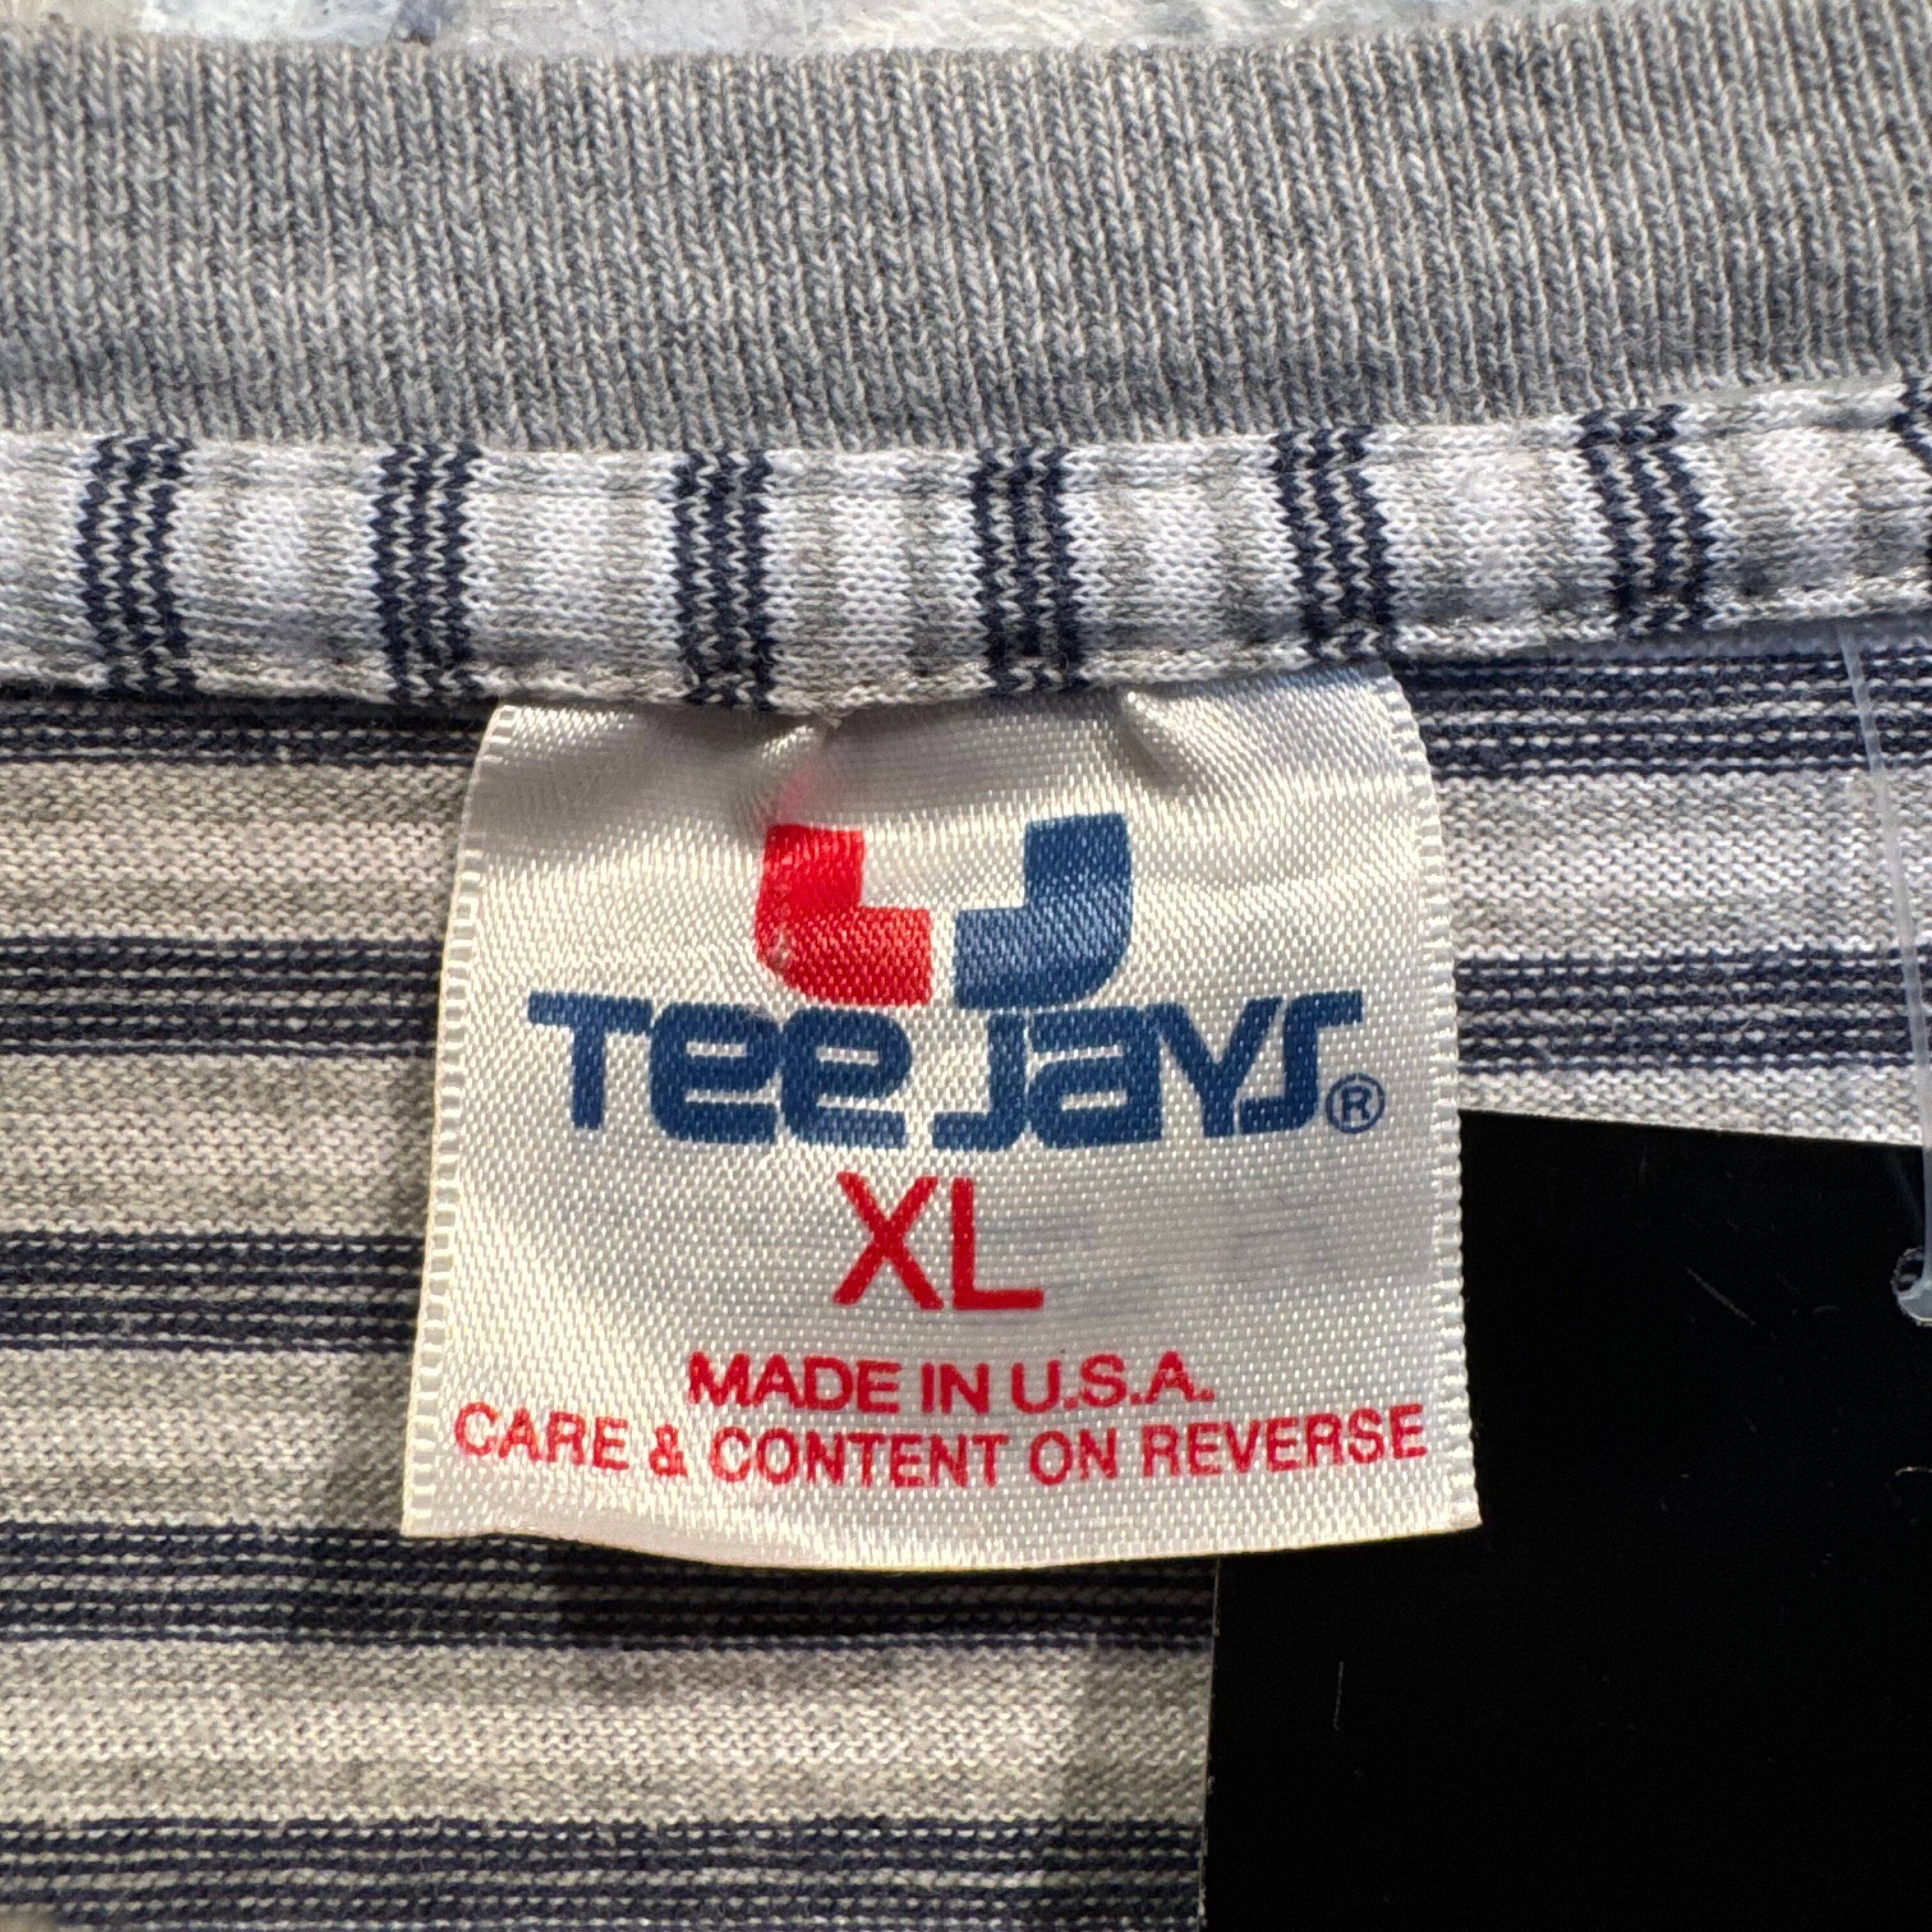 Tee Jays®
XL
MADE IN U.S.A.
CARE & CONTENT ON REVERSE